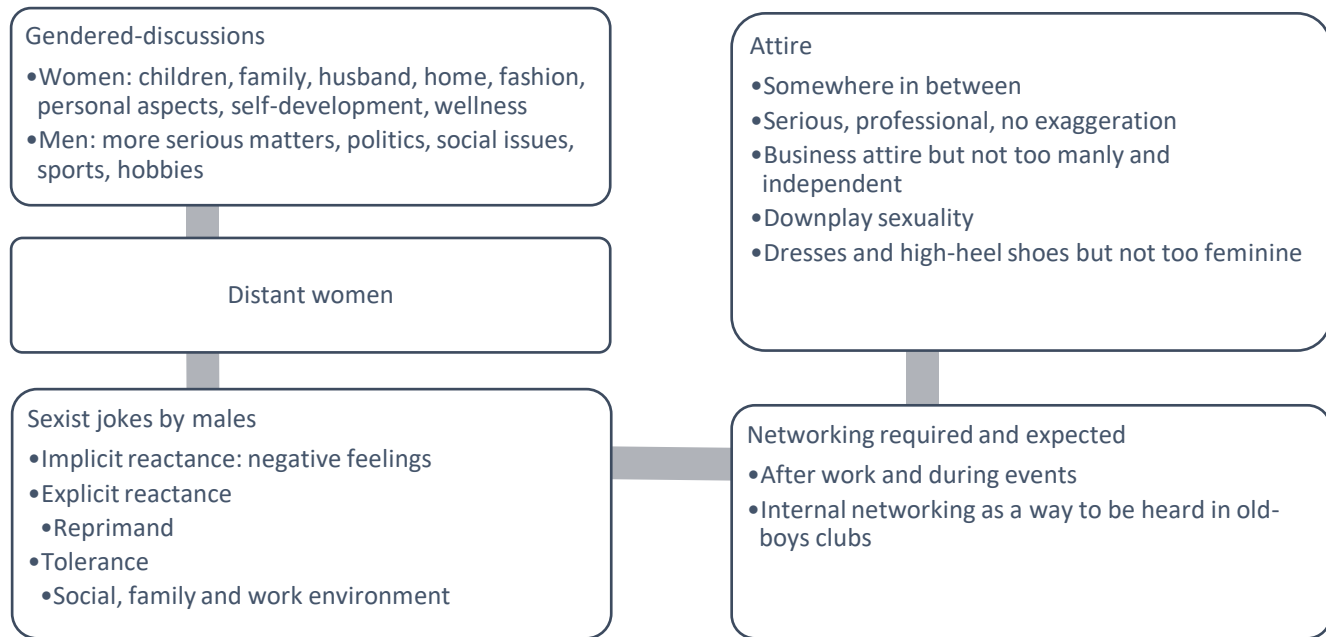 Gendered-discussions
•Women: children, family, husband, home, fashion,
personal aspects, self-development, wellness
•Men: more serious matters, politics, social issues,
sports, hobbies
Distant women
Sexist jokes by males
•Implicit reactance: negative feelings
•Explicit reactance
•Reprimand
•Tolerance
•Social, family and work environment
Networking required and expected
•After work and during events
•Internal networking as a way to be heard in old-
boys clubs
Attire
•Somewhere in between
•Serious, professional, no exaggeration
•Business attire but not too manly and
independent
•Downplay sexuality
•Dresses and high-heel shoes but not too feminine